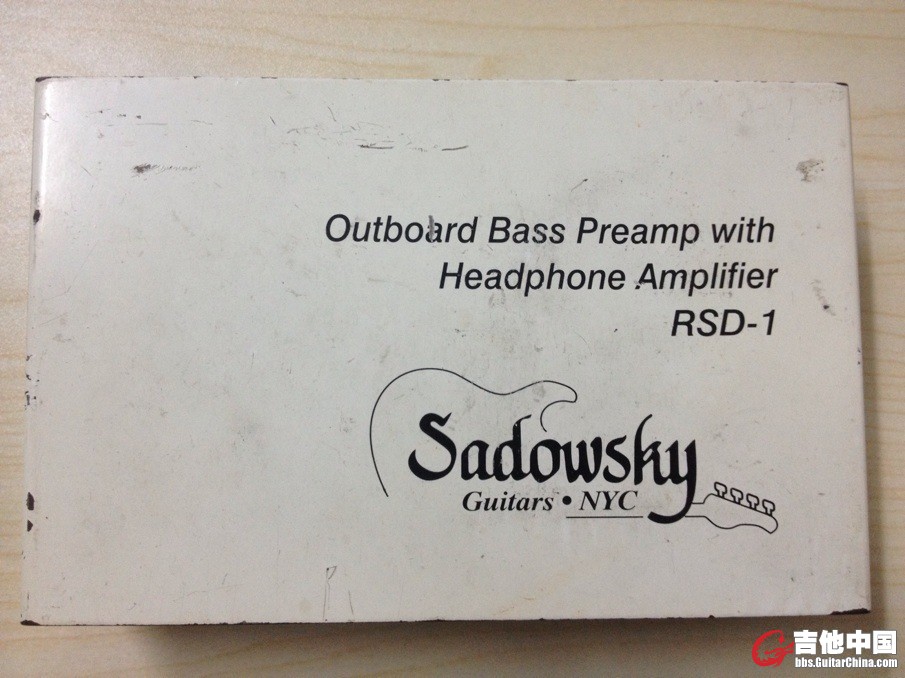 Outboard Bass Preamp with
Headphone Amplifier
RSD-1
Sadowsky
Guitars • NYC
吉他中国
bbs.GuitarChina.com